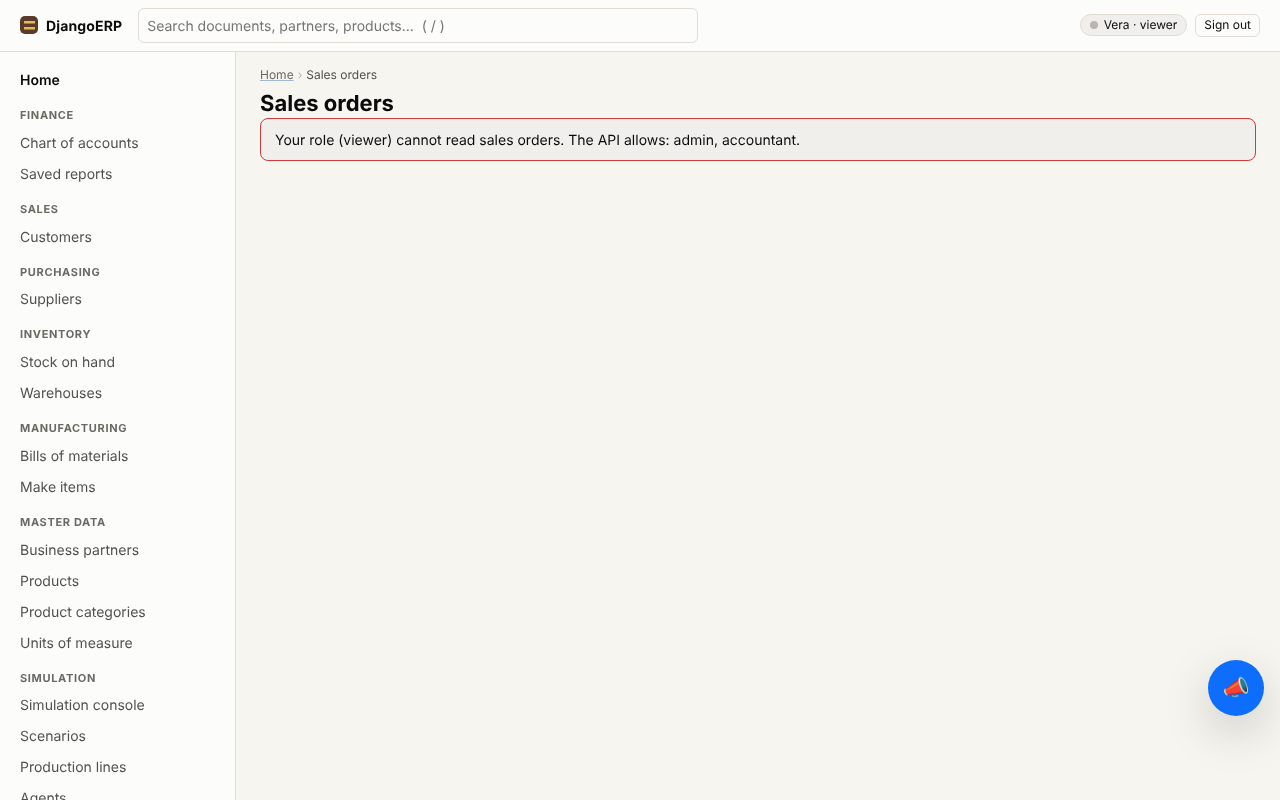 DjangoERP
Search documents, partners, products... ( / )
Vera · viewer
Sign out
Home
FINANCE
Chart of accounts
Saved reports
SALES
Customers
PURCHASING
Suppliers
INVENTORY
Stock on hand
Warehouses
MANUFACTURING
Bills of materials
Make items
MASTER DATA
Business partners
Products
Product categories
Units of measure
SIMULATION
Simulation console
Scenarios
Production lines
Agents
Home › Sales orders
Sales orders
Your role (viewer) cannot read sales orders. The API allows: admin, accountant.